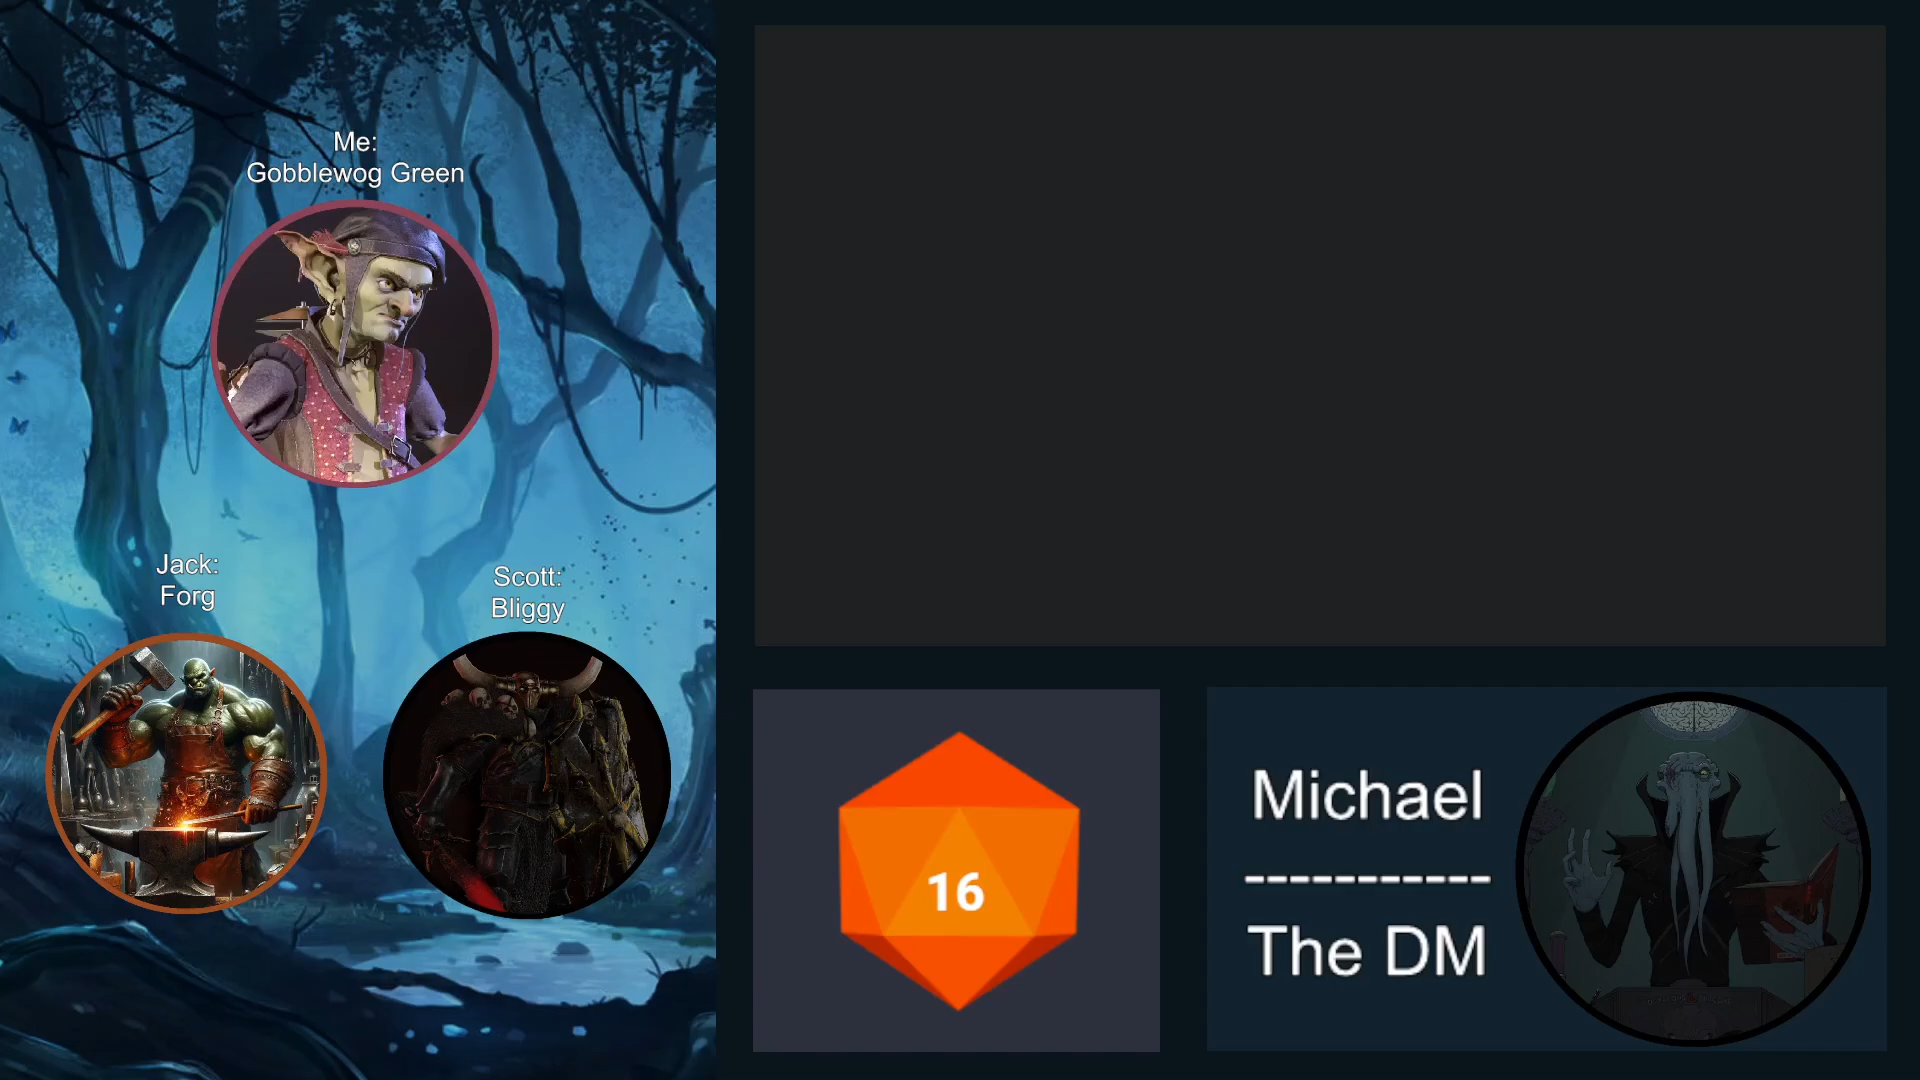 Me:
Gobblewog Green
Jack:
Forg
Scott:
Bliggy
16
Michael
-----------
The DM